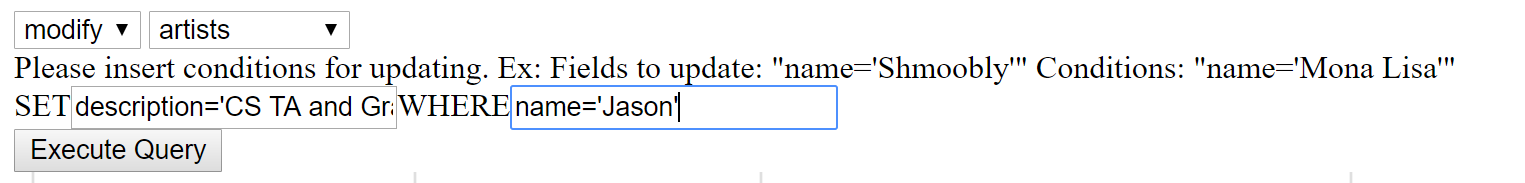 modify artists
Please insert conditions for updating. Ex: Fields to update: "name='Shmoobly'" Conditions: "name='Mona Lisa'"
SET description='CS TA and Gr WHERE name='Jason'
Execute Query